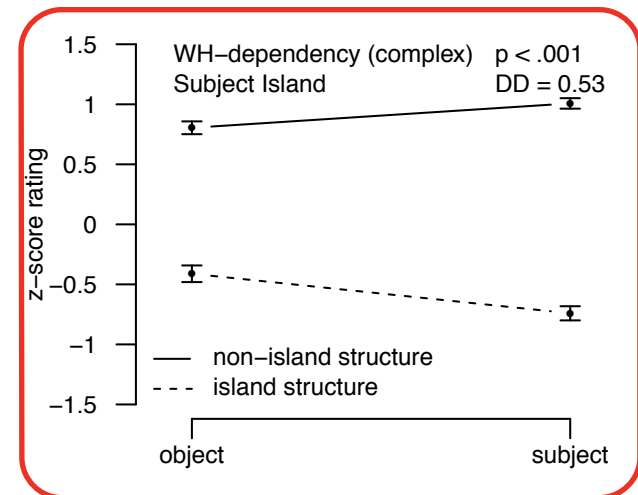 1.5
WH−dependency (complex) p < .001
Subject Island DD = 0.53
1
0.5
0
−0.5
−1
−1.5
z−score rating
non−island structure
island structure
object subject